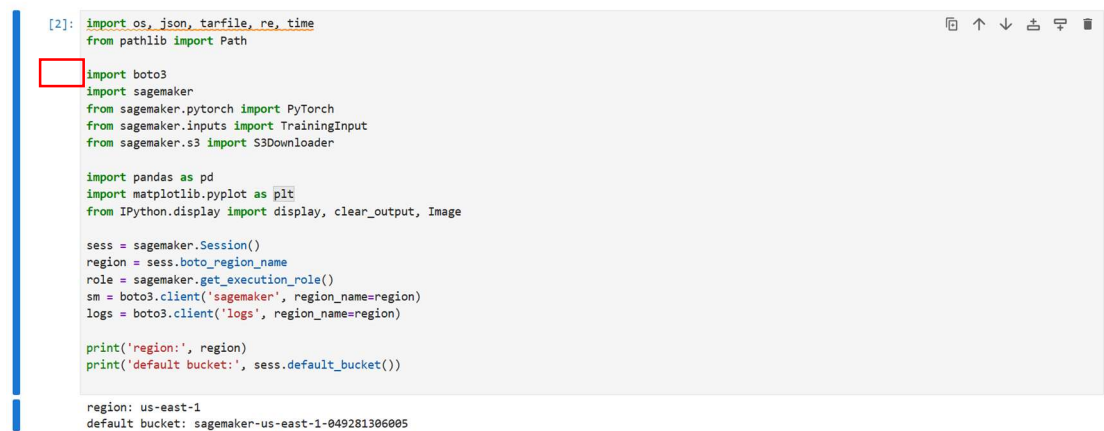 [2]: import os, json, tarfile, re, time
from pathlib import Path
import boto3
import sagemaker
from sagemaker.pytorch import PyTorch
from sagemaker.inputs import TrainingInput
from sagemaker.s3 import S3Downloader
import pandas as pd
import matplotlib.pyplot as plt
from IPython.display import display, clear_output, Image
sess = sagemaker.Session()
region = sess.boto_region_name
role = sagemaker.get_execution_role()
sm = boto3.client('sagemaker', region_name=region)
logs = boto3.client('logs', region_name=region)
print('region:', region)
print('default bucket:', sess.default_bucket())
region: us-east-1
default bucket: sagemaker-us-east-1-049281306005